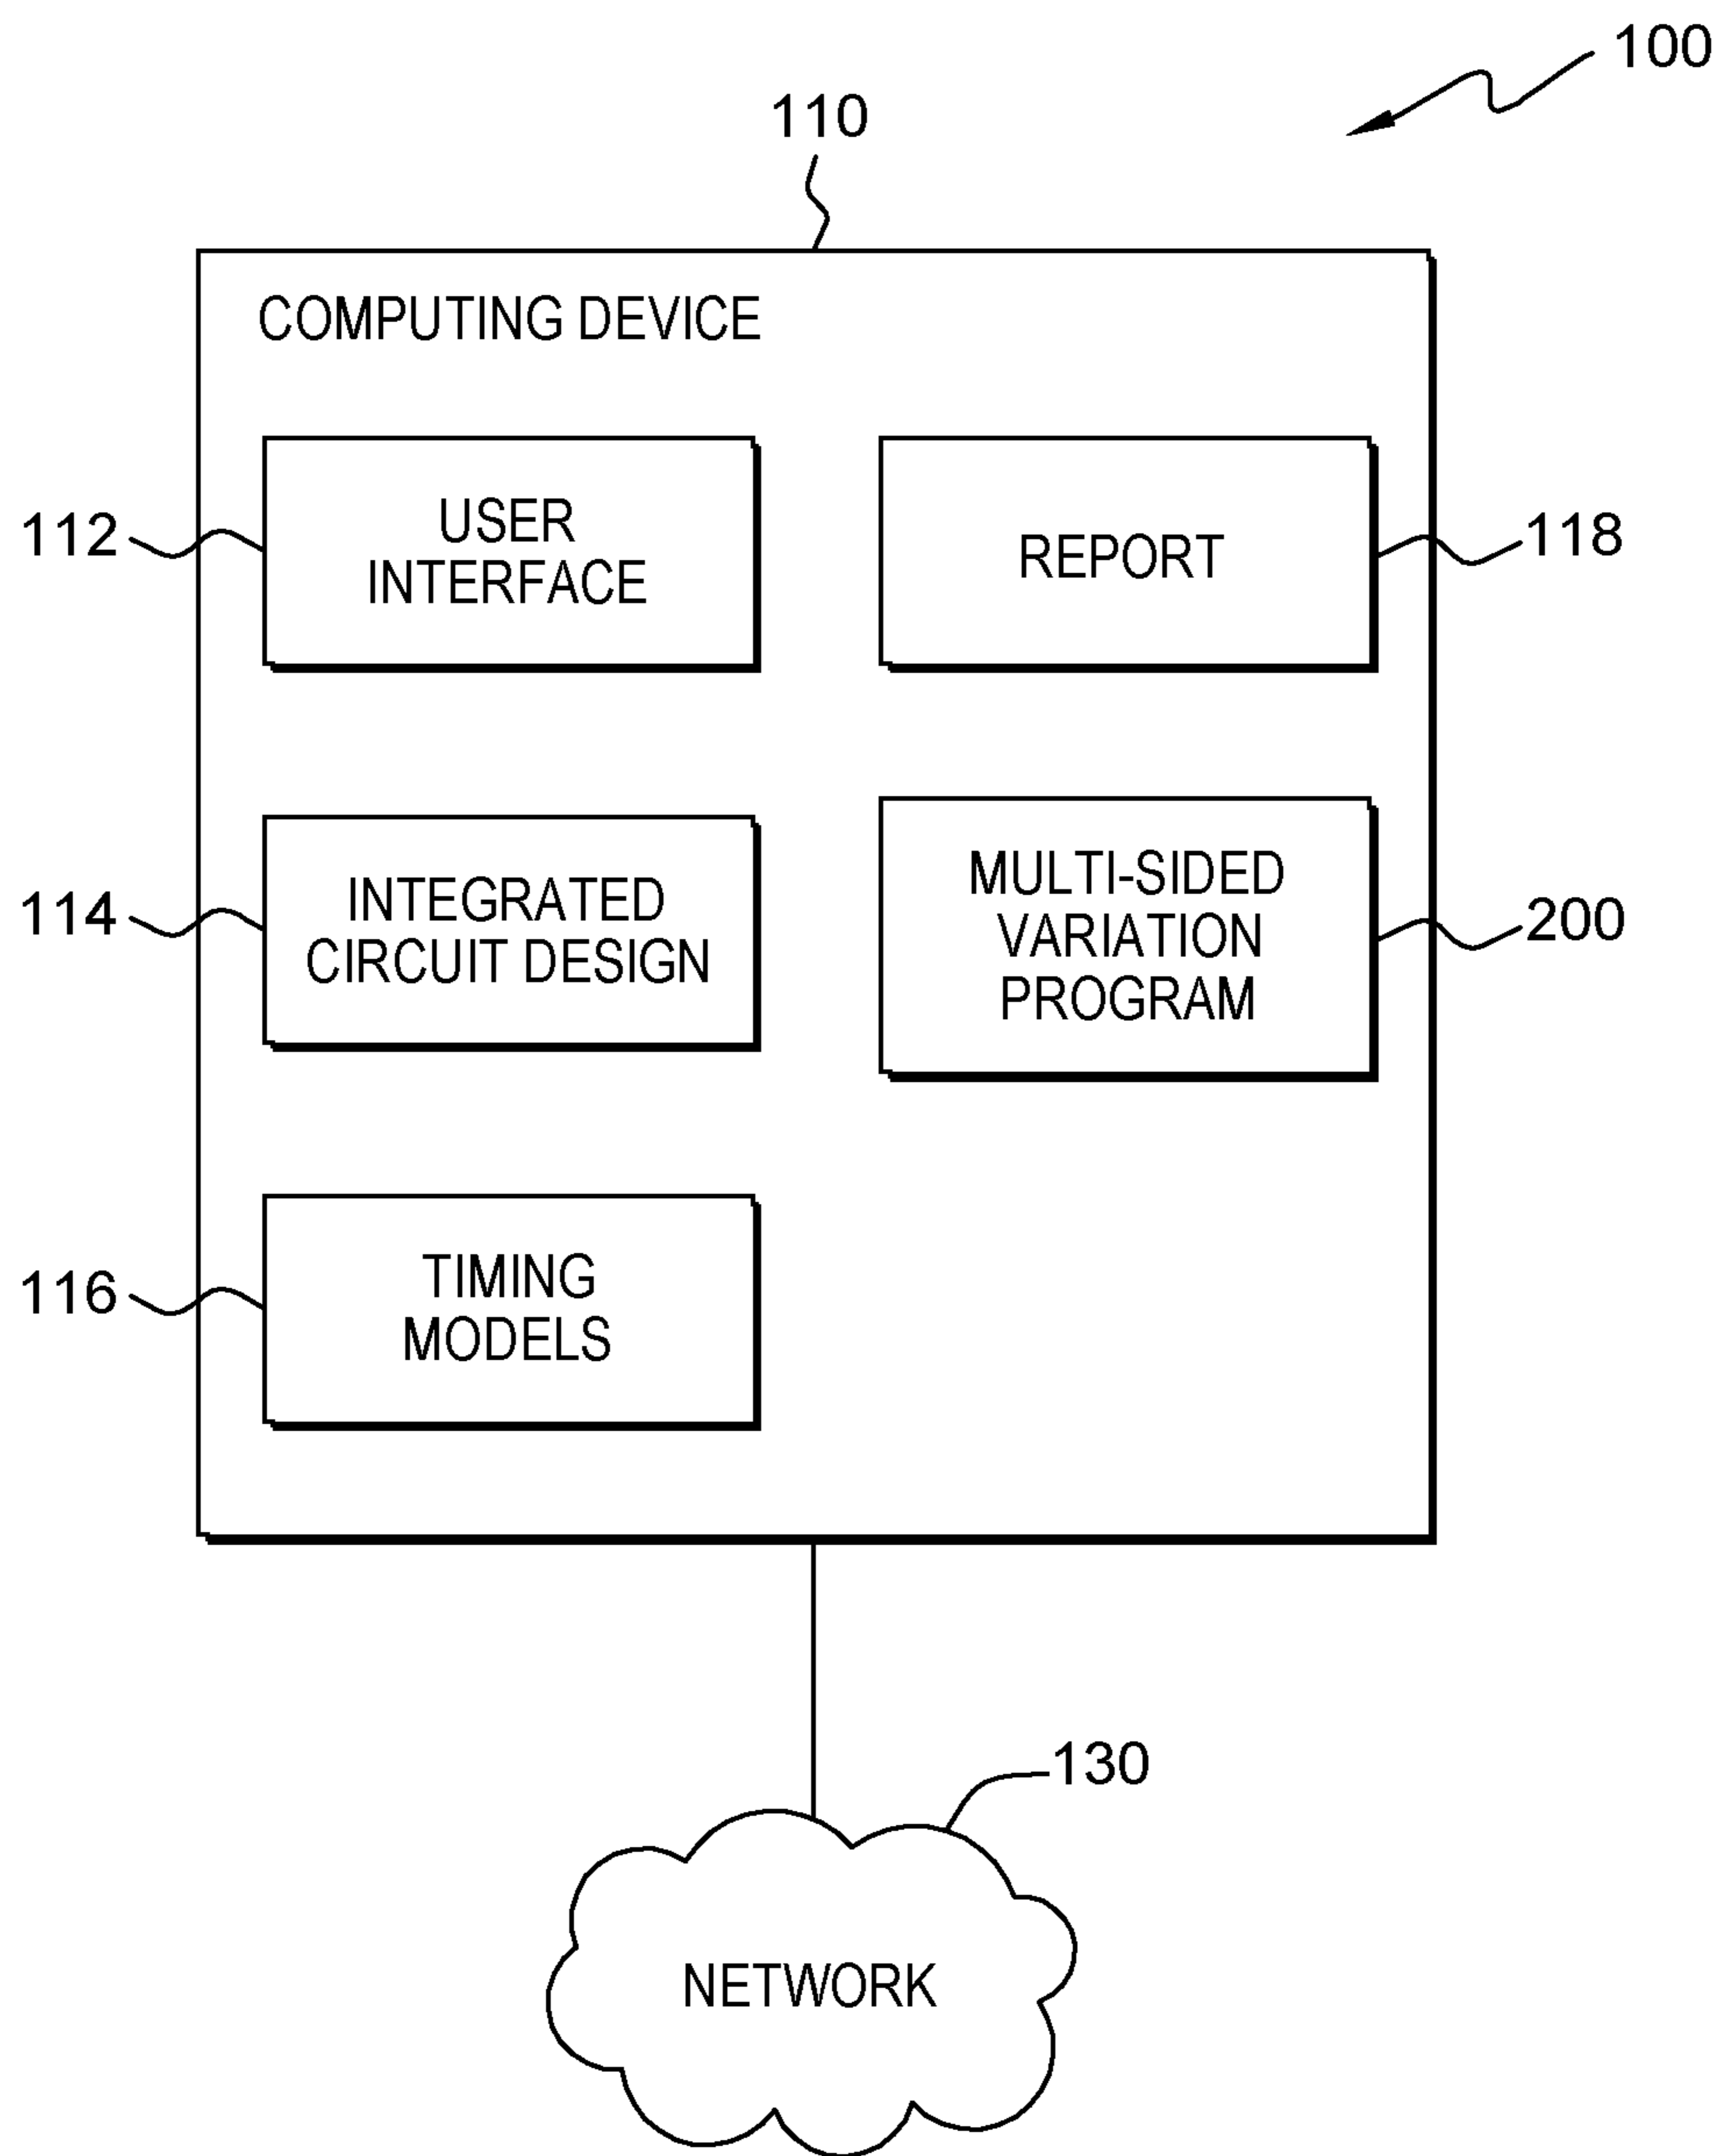 100
110
COMPUTING DEVICE
112
USER
INTERFACE
REPORT
118
114
INTEGRATED
CIRCUIT DESIGN
MULTI-SIDED
VARIATION
PROGRAM
200
116
TIMING
MODELS
130
NETWORK